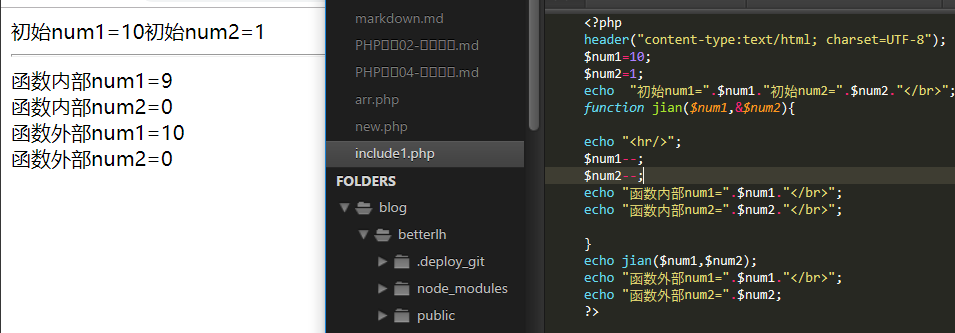 初始num1=10初始num2=1
函数内部num1=9
函数内部num2=0
函数外部num1=10
函数外部num2=0
markdown.md
PHP□□02-□□□□□.md
PHP□□04-□□□□□.md
arr.php
new.php
include1.php
FOLDERS
blog
betterlh
.deploy_git
node_modules
public
<?php
header("content-type:text/html; charset=UTF-8");
$num1=10;
$num2=1;
echo  "初始num1=".$num1."初始num2=".$num2."</br>";
function jian($num1,&$num2){
echo "<hr/>";
$num1--;
$num2--;
echo "函数内部num1=".$num1."</br>";
echo "函数内部num2=".$num2."</br>";
}
echo jian($num1,$num2);
echo "函数外部num1=".$num1."</br>";
echo "函数外部num2=".$num2;
?>